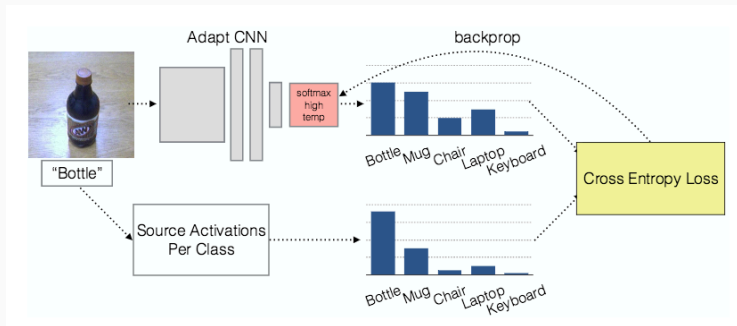 Adapt CNN
backprop
softmax
high
temp
Bottle
Mug
Chair
Laptop
Keyboard
"Bottle"
Cross Entropy Loss
Source Activations
Per Class
Bottle
Mug
Chair
Laptop
Keyboard